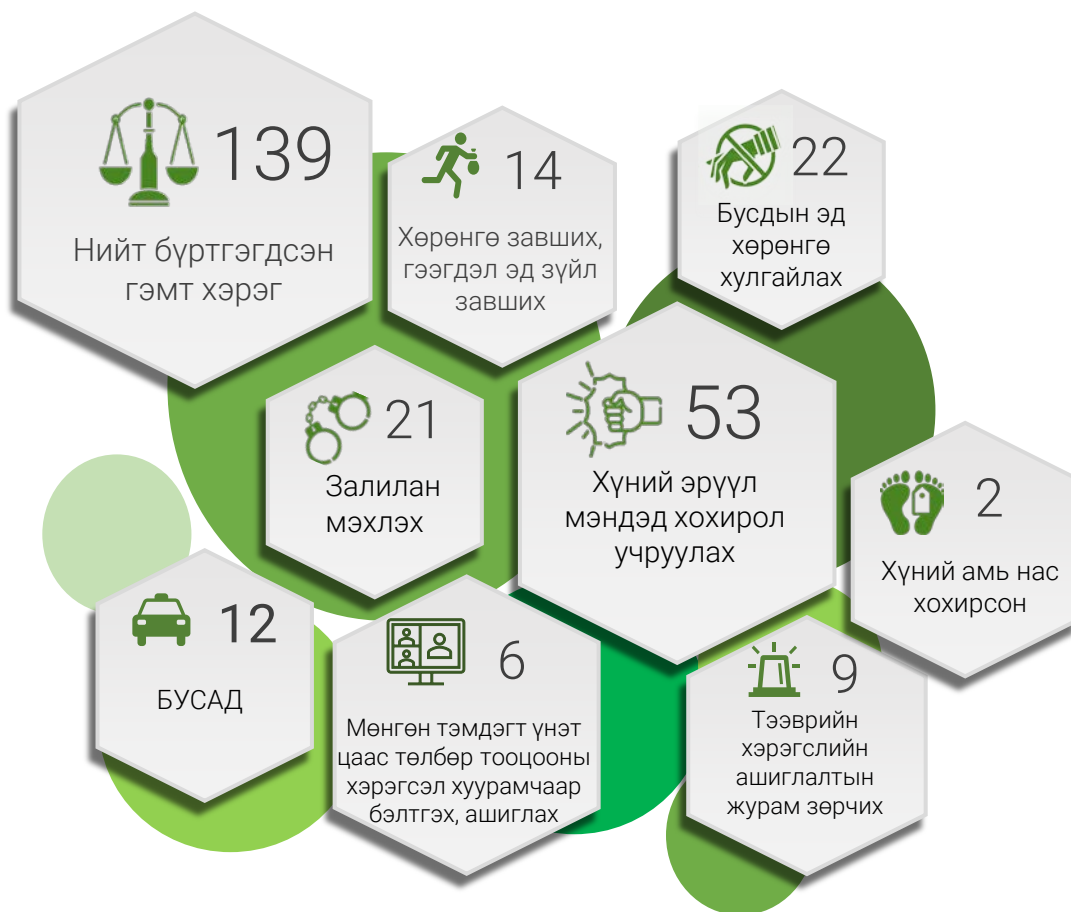 139
Нийт бүртгэгдсэн
гэмт хэрэг
14
Хөрөнгө завших,
гээгдэл эд зүйл
завших
22
Бусдын эд
хөрөнгө
хулгайлах
21
Залилан
мэхлэх
53
Хүний эрүүл
мэндэд хохирол
учруулах
2
Хүний амь нас
хохирсон
12
БУСАД
6
Мөнгөн тэмдэгт үнэт
цаас төлбөр тооцооны
хэрэгсэл хуурамчаар
бэлтгэх, ашиглах
9
Тээврийн
хэрэгслийн
ашиглалтын
журам зөрчих